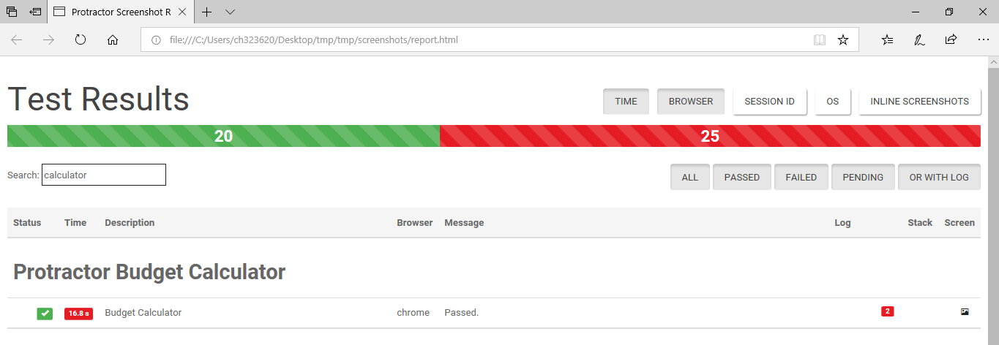 Protractor Screenshot R
file:///C:/Users/ch323620/Desktop/tmp/tmp/screenshots/report.html
Test Results
TIME BROWSER SESSION ID OS INLINE SCREENSHOTS
20 25
Search: calculator
ALL PASSED FAILED PENDING OR WITH LOG
Status Time Description Browser Message Log Stack Screen
Protractor Budget Calculator
16.8 s Budget Calculator chrome Passed. 2